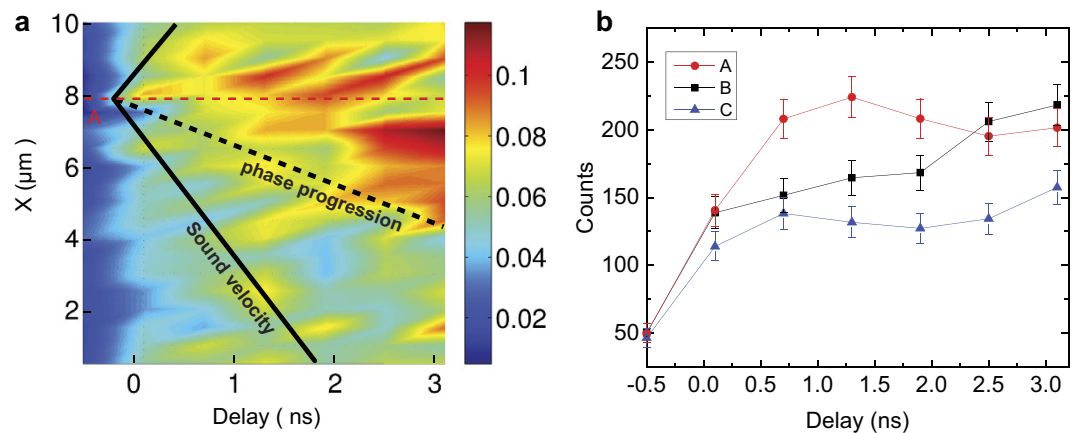 a
10
8
6
4
2
X (μm )
0
1
2
3
Delay ( ns)
A
phase progression
Sound velocity
0.1
0.08
0.06
0.04
0.02
b
250
200
150
100
50
Counts
A
B
C
-0.5
0.0
0.5
1.0
1.5
2.0
2.5
3.0
Delay (ns)